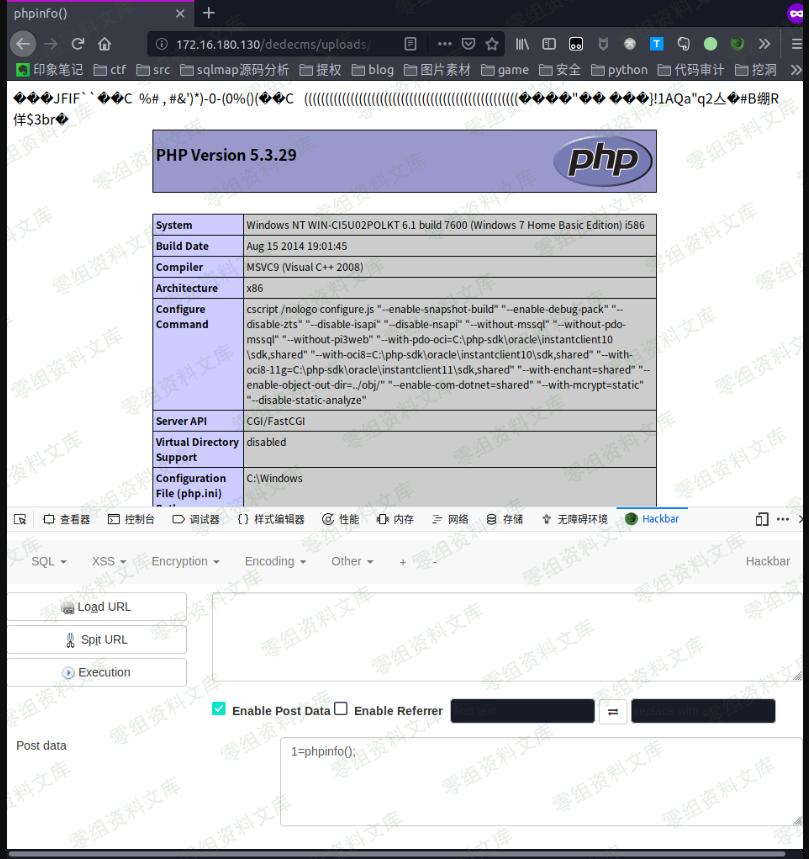 phpinfo()
172.16.180.130/dedecms/uploads/
印象笔记 ctf src sqlmap源码分析 提权 blog 图片素材 game 安全 python 代码审计 挖洞
���JFIF``��C %# , #&')*)-0-(0%()(��C
佯$3br�
PHP Version 5.3.29
php
System Windows NT WIN-CI5U02POLKT 6.1 build 7600 (Windows 7 Home Basic Edition) i586
Build Date Aug 15 2014 19:01:45
Compiler MSVC9 (Visual C++ 2008)
Architecture x86
Configure Command cscript /nologo configure.js "--enable-snapshot-build" "--enable-debug-pack" "--
disable-zts" "--disable-isapi" "--disable-nsapi" "--without-mssql" "--without-pdo-
mssql" "--without-pi3web" "--with-pdo-oci=C:\php-sdk\oracle\instantclient10
\sdk,shared" "--with-oci8=C:\php-sdk\oracle\instantclient10\sdk,shared" "--with-
oci8-11g=C:\php-sdk\oracle\instantclient11\sdk,shared" "--with-enchant=shared" "--
enable-object-out-dir=../obj/" "--enable-com-dotnet=shared" "--with-mcrypt=static"
"--disable-static-analyze"
Server API CGI/FastCGI
Virtual Directory Support disabled
Configuration File (php.ini) C:\Windows
查看器 控制台 调试器 样式编辑器 性能 内存 网络 存储 无障碍环境 Hackbar
SQL XSS Encryption Encoding Other + - Hackbar
Load URL
Split URL
Execution
Enable Post Data Enable Referrer
Post data
1=phpinfo();
零组资料文库